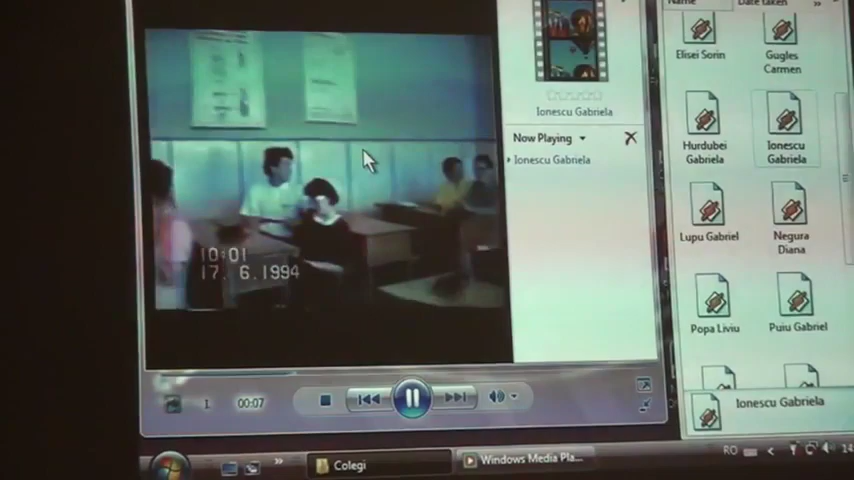 Name
Date taken
»
Elisei Sorin
Gugles
Carmen
Ionescu Gabriela
Now Playing
Ionescu Gabriela
Hurdubei
Gabriela
Ionescu
Gabriela
Lupu Gabriel
Negura
Diana
Popa Liviu
Puiu Gabriel
10:01
17. 6.1994
00:07
Ionescu Gabriela
»
Colegi
Windows Media Pla...
RO
14